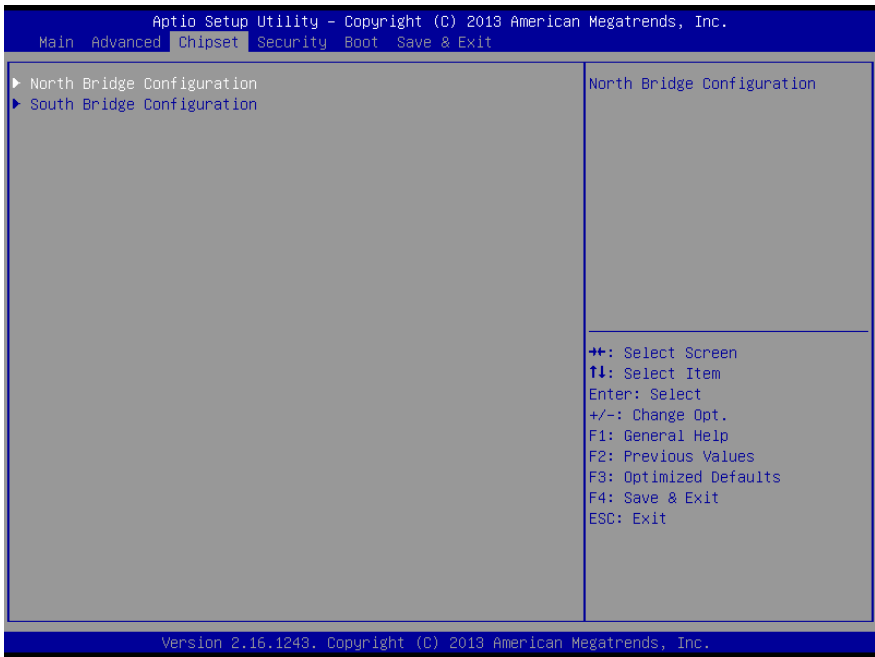 Aptio Setup Utility – Copyright (C) 2013 American Megatrends, Inc.
Main Advanced Chipset Security Boot Save & Exit
▶ North Bridge Configuration
▶ South Bridge Configuration
North Bridge Configuration
→←: Select Screen
↑↓: Select Item
Enter: Select
+/-: Change Opt.
F1: General Help
F2: Previous Values
F3: Optimized Defaults
F4: Save & Exit
ESC: Exit
Version 2.16.1243. Copyright (C) 2013 American Megatrends, Inc.